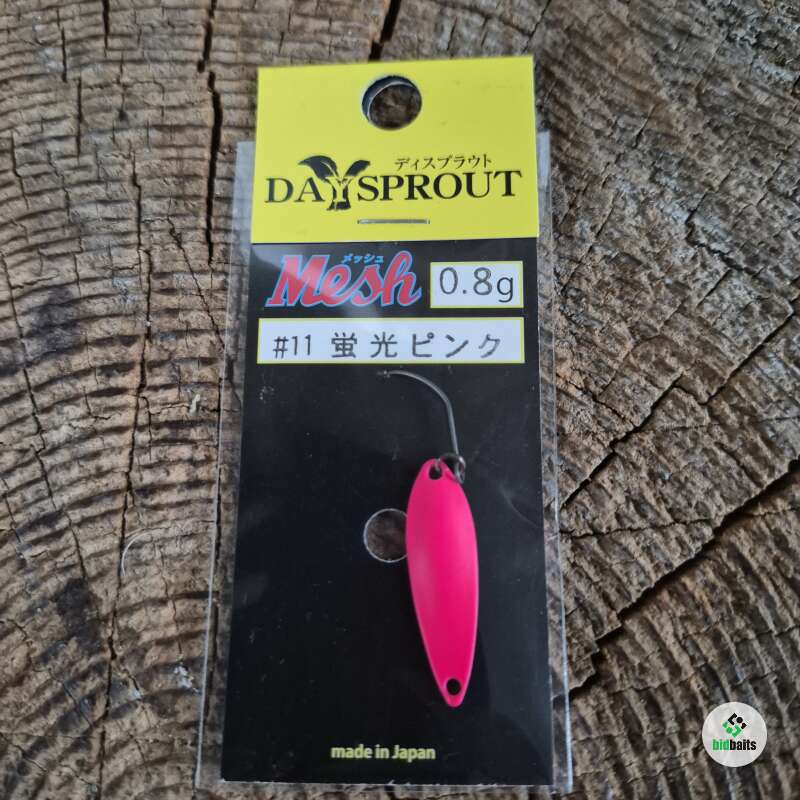 ディスプラウト
DAYSPROUT
メッシュ
Mesh 0.8g
#11 蛍光ピンク
made in Japan
bidbaits